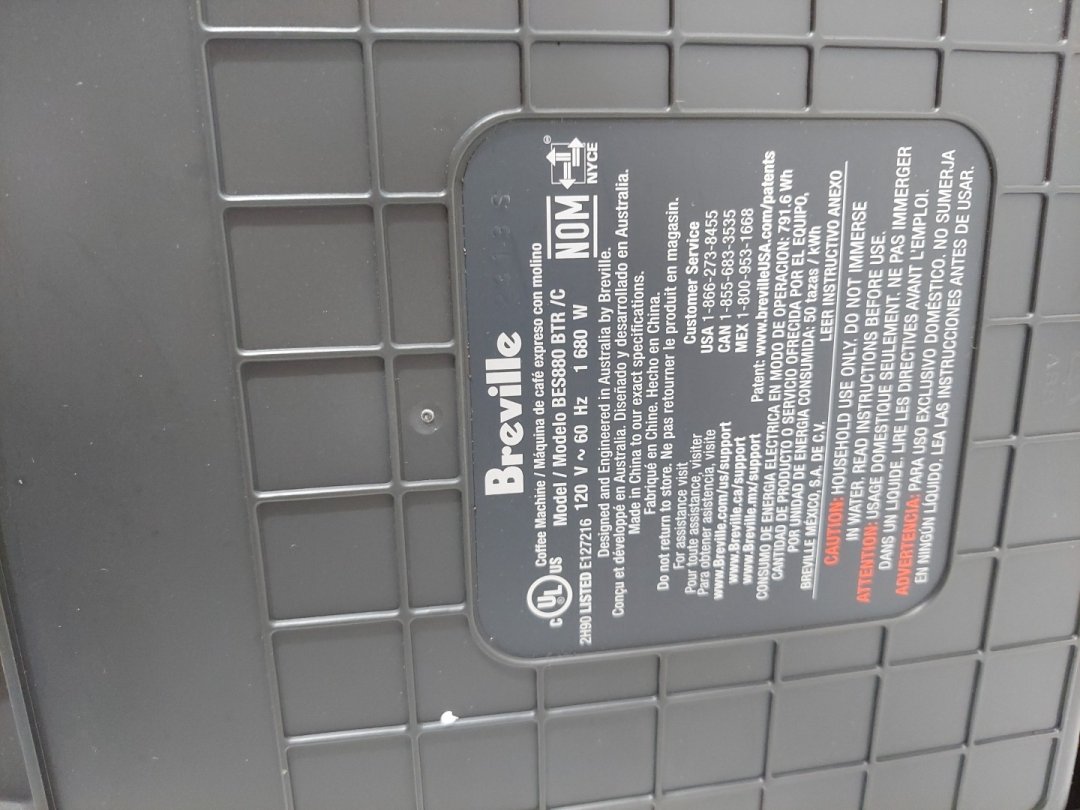 Breville
Coffee Machine / Máquina de café expreso con molino
Model / Modelo BES880 BTR /C
c UL US
®
2H90 LISTED E127216 120 V ~ 60 Hz 1 680 W
NOM
NYCE
Designed and Engineered in Australia by Breville.
Conçu et développé en Australia. Diseñado y desarrollado en Australia.
Made in China to our exact specifications.
Fabriqué en Chine. Hecho en China.
Do not return to store. Ne pas retourner le produit en magasin.
For assistance visit
Pour toute assistance, visiter
Para obtener asistencia, visite
www.Breville.com/us/support
www.Breville.ca/support
www.Breville.mx/support
Customer Service
USA 1-866-273-8455
CAN 1-855-683-3535
MEX 1-800-953-1668
Patent: www.brevilleUSA.com/patents
CONSUMO DE ENERGIA ELECTRICA EN MODO DE OPERACION: 791.6 Wh
CANTIDAD DE PRODUCTO O SERVICIO OFRECIDA POR EL EQUIPO,
POR UNIDAD DE ENERGIA CONSUMIDA: 50 tazas / kWh
BREVILLE MÉXICO, S.A. DE C.V. LEER INSTRUCTIVO ANEXO
CAUTION: HOUSEHOLD USE ONLY. DO NOT IMMERSE
IN WATER. READ INSTRUCTIONS BEFORE USE.
ATTENTION: USAGE DOMESTIQUE SEULEMENT. NE PAS IMMERGER
DANS UN LIQUIDE. LIRE LES DIRECTIVES AVANT L'EMPLOI.
ADVERTENCIA: PARA USO EXCLUSIVO DOMÉSTICO. NO SUMERJA
EN NINGÚN LÍQUIDO, LEA LAS INSTRUCCIONES ANTES DE USAR.